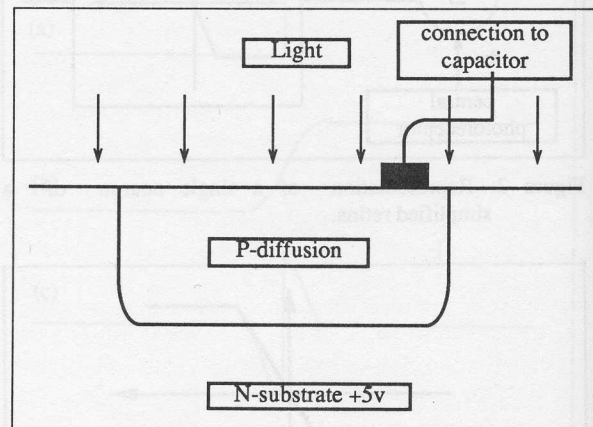 Light
connection to
capacitor
P-diffusion
N-substrate +5v